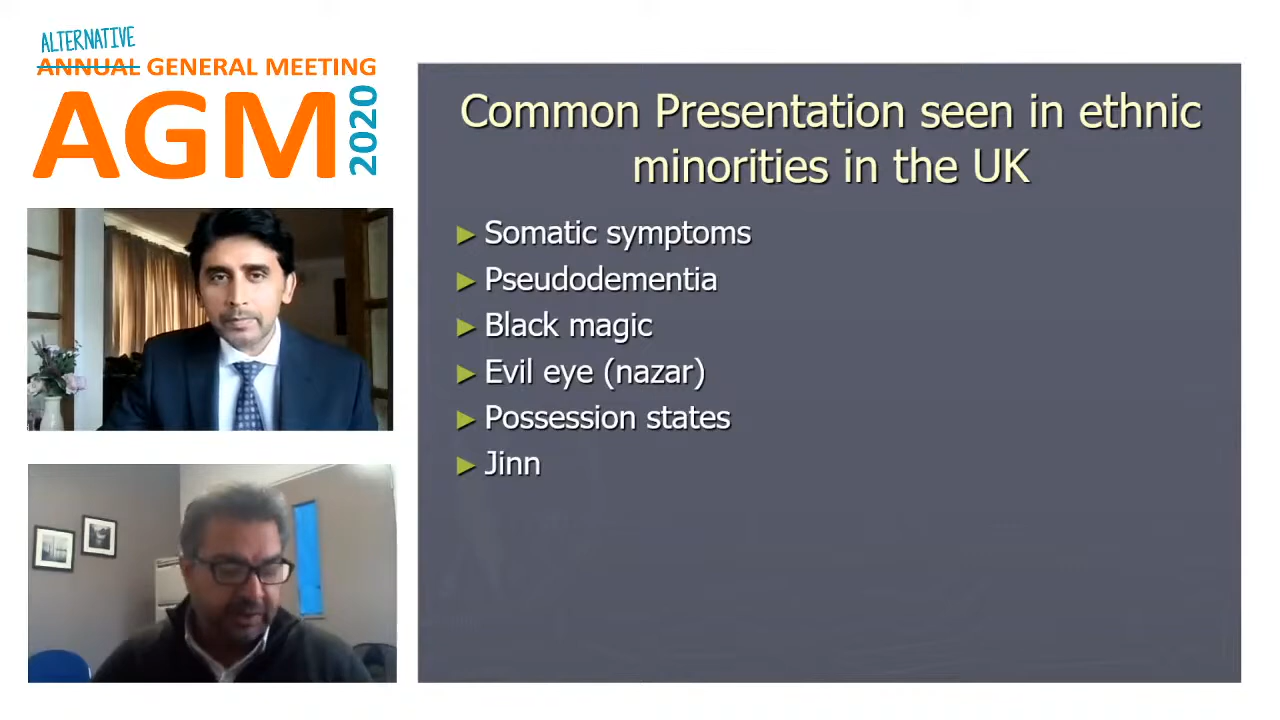 ALTERNATIVE
ANNUAL GENERAL MEETING
AGM 2020
Common Presentation seen in ethnic
minorities in the UK
► Somatic symptoms
► Pseudodementia
► Black magic
► Evil eye (nazar)
► Possession states
► Jinn